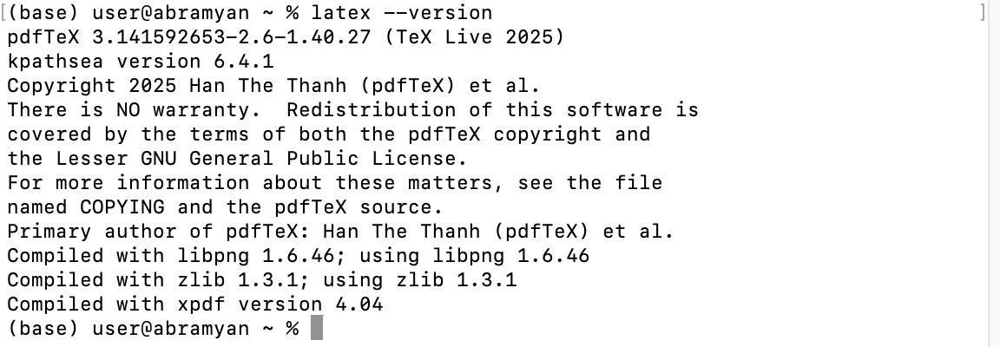 [(base) user@abramyan ~ % latex --version ]
pdfTeX 3.141592653-2.6-1.40.27 (TeX Live 2025)
kpathsea version 6.4.1
Copyright 2025 Han The Thanh (pdfTeX) et al.
There is NO warranty.  Redistribution of this software is
covered by the terms of both the pdfTeX copyright and
the Lesser GNU General Public License.
For more information about these matters, see the file
named COPYING and the pdfTeX source.
Primary author of pdfTeX: Han The Thanh (pdfTeX) et al.
Compiled with libpng 1.6.46; using libpng 1.6.46
Compiled with zlib 1.3.1; using zlib 1.3.1
Compiled with xpdf version 4.04
(base) user@abramyan ~ %